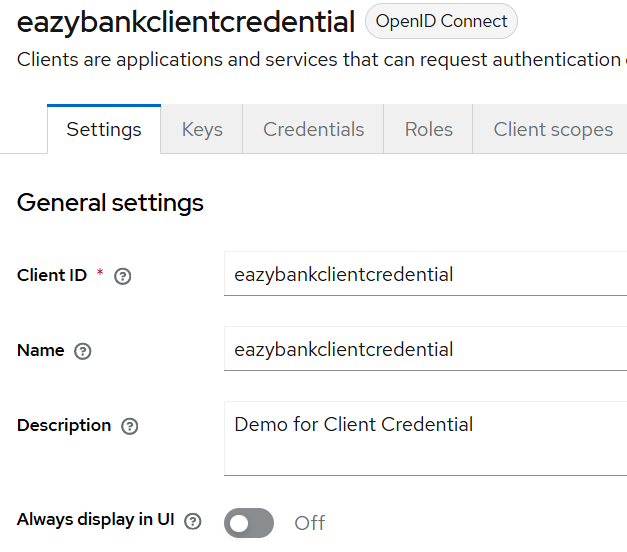 eazybankclientcredential OpenID Connect
Clients are applications and services that can request authentication
Settings Keys Credentials Roles Client scopes
General settings
Client ID * eazybankclientcredential
Name eazybankclientcredential
Description Demo for Client Credential
Always display in UI Off